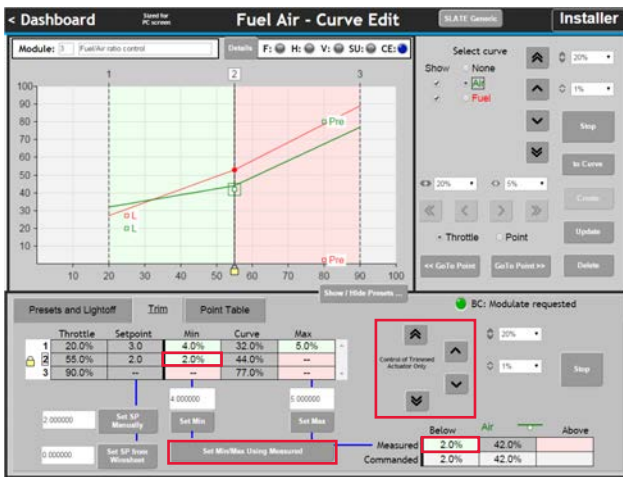 < Dashboard
Sized for
PC screen
Fuel Air - Curve Edit
SLATE Generic
Installer
Module: 3 Fuel/Air ratio control
Details
F: H: V: SU: CE:
Select curve
Show None
Air
Fuel
20%
1%
Stop
to Curve
20% 5%
Create
Throttle Point
Update
<< GoTo Point GoTo Point >> Delete
1 2 3
100
90
80
70
60
50
40
30
20
10
Pre
L
L
Pre
10 20 30 40 50 60 70 80 90 100
Show / Hide Presets ...
Presets and Lightoff Trim Point Table
BC: Modulate requested
Throttle Setpoint Min Curve Max
1 20.0% 3.0 4.0% 32.0% 5.0%
2 55.0% 2.0 2.0% 44.0% --
3 90.0% -- -- 77.0% --
Control of Trimmed
Actuator Only
20%
1%
Stop
4.000000 5.000000
2.000000 Set SP
Manually
Set Min Set Max
0.000000 Set SP from
Wiresheet
Set Min/Max Using Measured
Below Air Above
Measured 2.0% 42.0%
Commanded 2.0% 42.0%